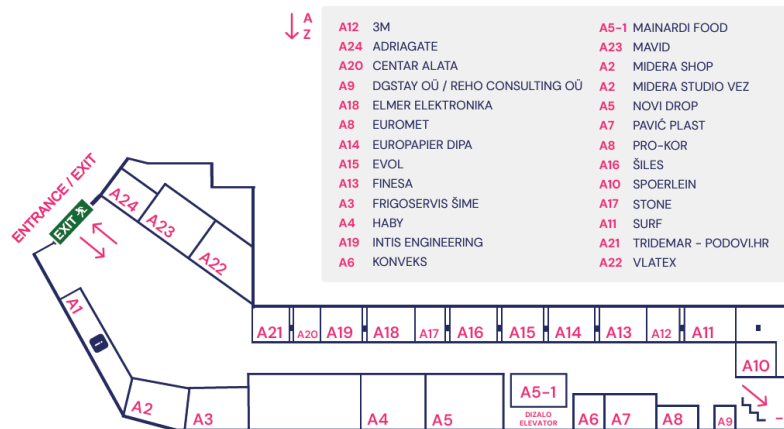 A
Z
A12 3M
A24 ADRIAGATE
A20 CENTAR ALATA
A9 DGSTAY OÜ / REHO CONSULTING OÜ
A18 ELMER ELEKTRONIKA
A8 EUROMET
A14 EUROPAPIER DIPA
A15 EVOL
A13 FINESA
A3 FRIGOSERVIS ŠIME
A4 HABY
A19 INTIS ENGINEERING
A6 KONVEKS
A5-1 MAINARDI FOOD
A23 MAVID
A2 MIDERA SHOP
A2 MIDERA STUDIO VEZ
A5 NOVI DROP
A7 PAVIĆ PLAST
A8 PRO-KOR
A16 ŠILES
A10 SPOERLEIN
A17 STONE
A11 SURF
A21 TRIDEMAR - PODOVI.HR
A22 VLATEX
ENTRANCE / EXIT
EXIT
A24
A23
A22
A1
i
A21
A20
A19
A18
A17
A16
A15
A14
A13
A12
A11
A10
A2
A3
A4
A5
A5-1
DIZALO
ELEVATOR
A6
A7
A8
A9